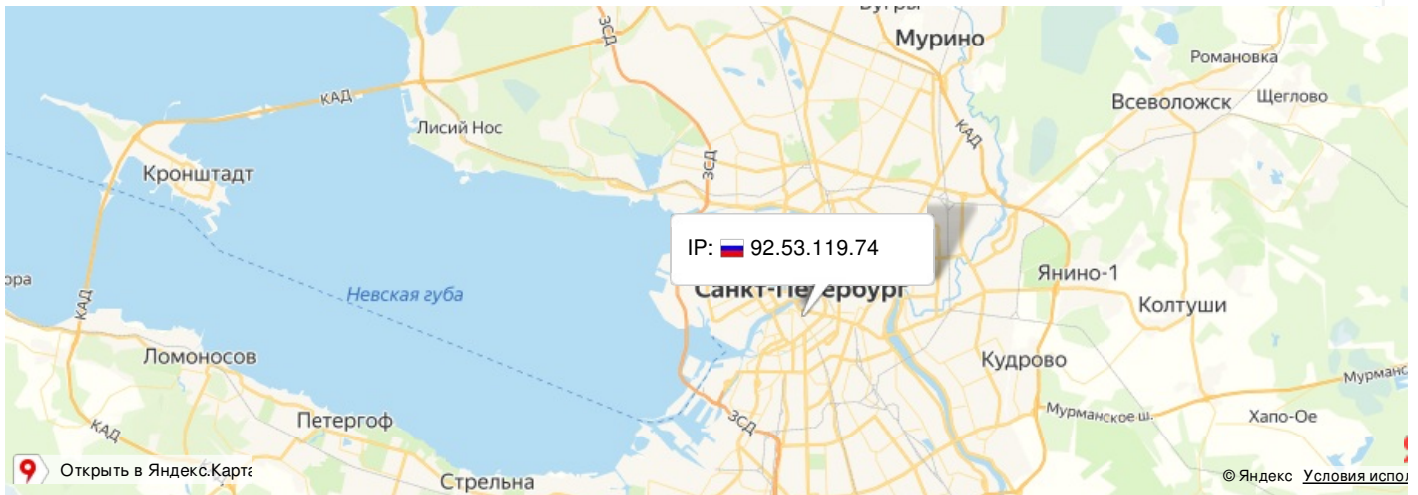 ЗСД
Мурино
Романовка
КАД
Всеволожск
Щеглово
Лисий Нос
КАД
ЗСД
Кронштадт
IP: 92.53.119.74
Янино-1
КАД
Невская губа
Санкт-Петербург
Колтуши
Ломоносов
Кудрово
Мурманское ш.
Хапо-Ое
Петергоф
ЗСД
КАД
Открыть в Яндекс.Карта
Стрельна
© Яндекс Условия испол